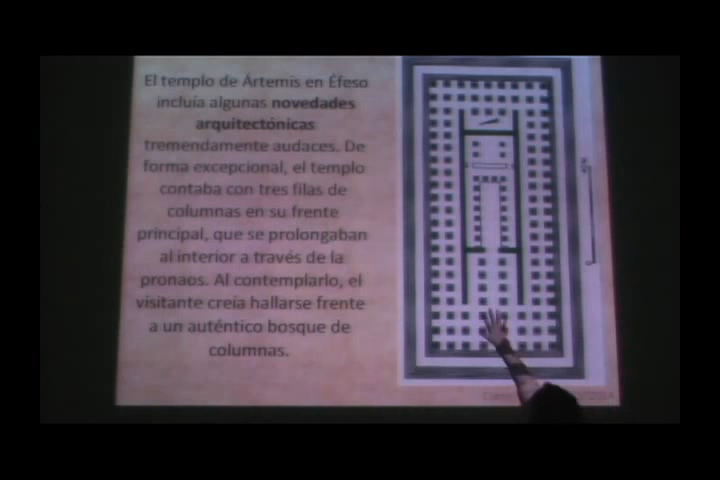 El templo de Ártemis en Éfeso
incluía algunas novedades
arquitectónicas
tremendamente audaces. De
forma excepcional, el templo
contaba con tres filas de
columnas en su frente
principal, que se prolongaban
al interior a través de la
pronaos. Al contemplarlo, el
visitante creía hallarse frente
a un auténtico bosque de
columnas.